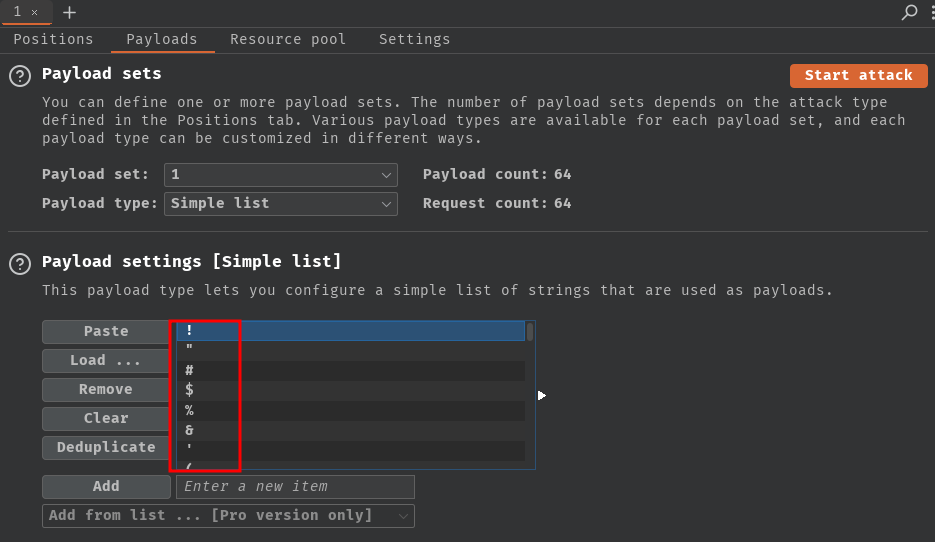 1 ×
+
Positions Payloads Resource pool Settings
Payload sets
Start attack
You can define one or more payload sets. The number of payload sets depends on the attack type
defined in the Positions tab. Various payload types are available for each payload set, and each
payload type can be customized in different ways.
Payload set: 1 Payload count: 64
Payload type: Simple list Request count: 64
Payload settings [Simple list]
This payload type lets you configure a simple list of strings that are used as payloads.
Paste
Load ...
Remove
Clear
Deduplicate
!
"
#
$
%
&
'
(
Add Enter a new item
Add from list ... [Pro version only]